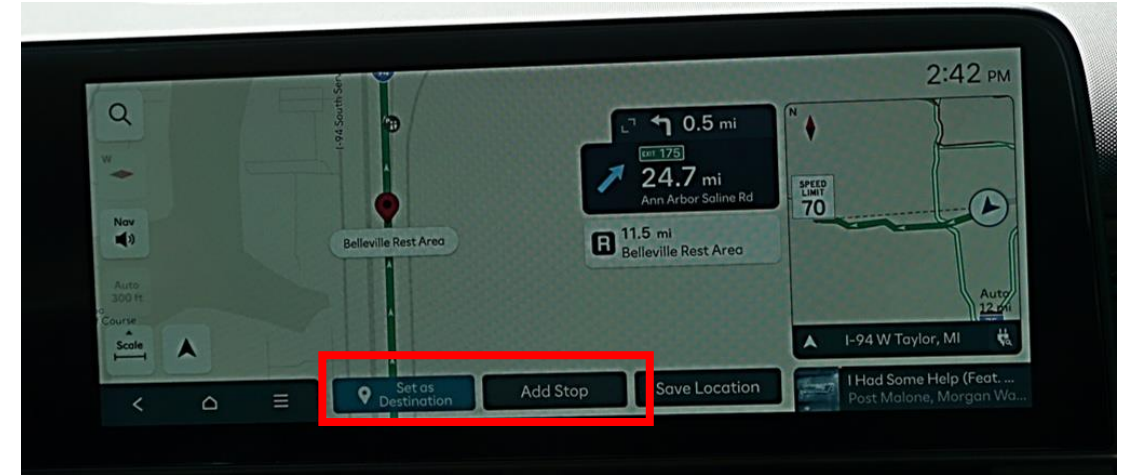 2:42 PM
I-94 South Ser
94
W
Nav
Auto
300 ft
Course
Scale
Belleville Rest Area
0.5 mi
EXIT 175
24.7 mi
Ann Arbor Saline Rd
R
11.5 mi
Belleville Rest Area
N
SPEED
LIMIT
70
Auto
12 mi
I-94 W Taylor, MI
Set as
Destination
Add Stop
Save Location
I Had Some Help (Feat. ...
Post Malone, Morgan Wa...